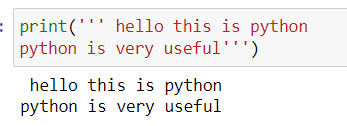 : print(''' hello this is python
python is very useful''')
 hello this is python
python is very useful